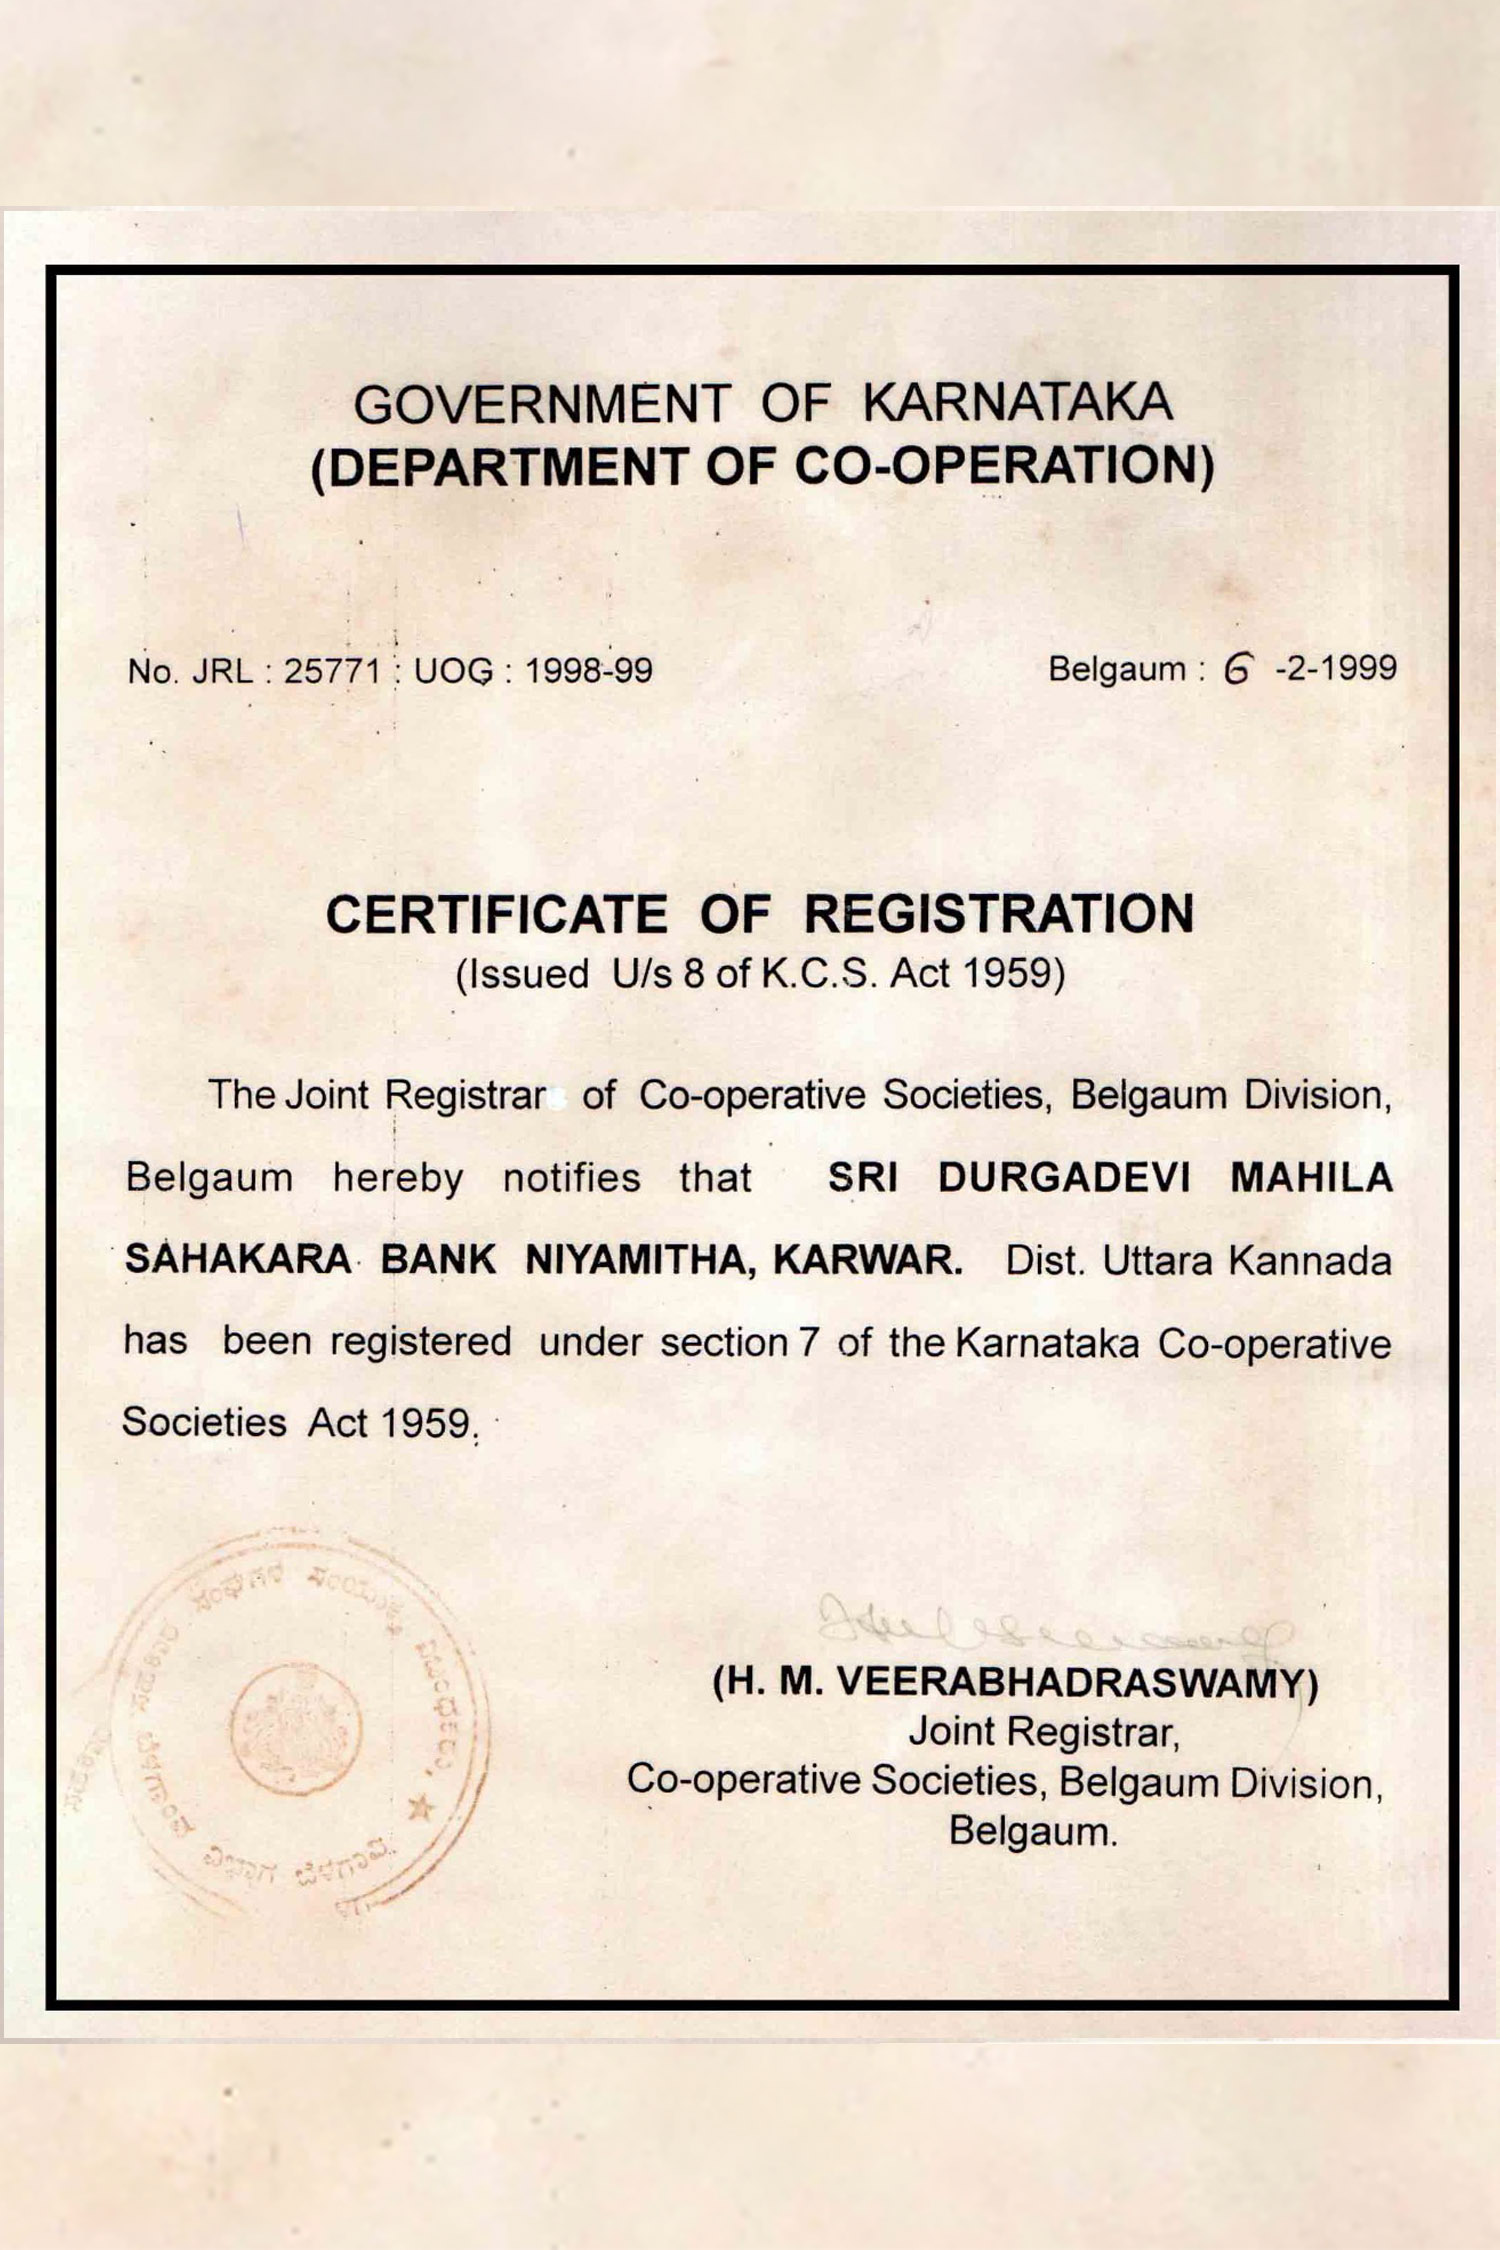 GOVERNMENT OF KARNATAKA
(DEPARTMENT OF CO-OPERATION)
No. JRL : 25771 : UOG : 1998-99
Belgaum : 6 -2-1999
CERTIFICATE OF REGISTRATION
(Issued U/s 8 of K.C.S. Act 1959)
The Joint Registrar of Co-operative Societies, Belgaum Division,
Belgaum hereby notifies that SRI DURGADEVI MAHILA
SAHAKARA BANK NIYAMITHA, KARWAR. Dist. Uttara Kannada
has been registered under section 7 of the Karnataka Co-operative
Societies Act 1959.
(H. M. VEERABHADRASWAMY)
Joint Registrar,
Co-operative Societies, Belgaum Division,
Belgaum.